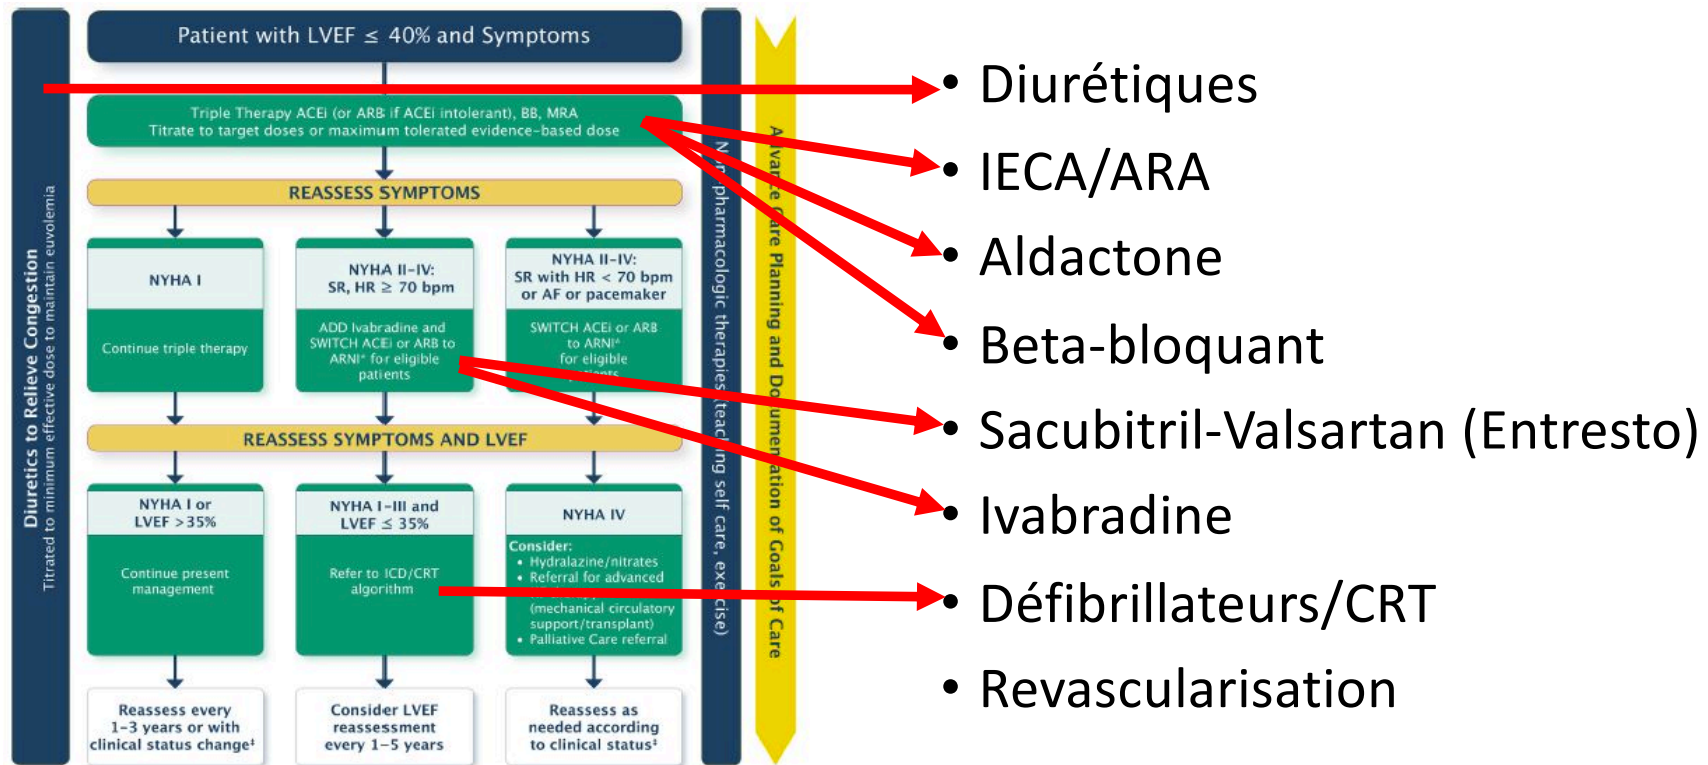 Patient with LVEF ≤ 40% and Symptoms
Triple Therapy ACEi (or ARB if ACEi intolerant), BB, MRA
Titrate to target doses or maximum tolerated evidence-based dose
REASSESS SYMPTOMS
NYHA I
Continue triple therapy
NYHA II-IV:
SR, HR ≥ 70 bpm
ADD Ivabradine and
SWITCH ACEi or ARB to
ARNI* for eligible
patients
NYHA II-IV:
SR with HR < 70 bpm
or AF or pacemaker
SWITCH ACEi or ARB
to ARNI*
for eligible
patients
REASSESS SYMPTOMS AND LVEF
NYHA I or
LVEF >35%
Continue present
management
NYHA I-III and
LVEF ≤ 35%
Refer to ICD/CRT
algorithm
NYHA IV
Consider:
• Hydralazine/nitrates
• Referral for advanced
(mechanical circulatory
support/transplant)
• Palliative Care referral
Reassess every
1-3 years or with
clinical status change‡
Consider LVEF
reassessment
every 1-5 years
Reassess as
needed according
to clinical status‡
Diuretics to Relieve Congestion
Titrated to minimum effective dose to maintain euvolemia
Non-pharmacologic therapies (teaching self care, exercise)
Advance Care Planning and Documentation of Goals of Care
• Diurétiques
• IECA/ARA
• Aldactone
• Beta-bloquant
• Sacubitril-Valsartan (Entresto)
• Ivabradine
• Défibrillateurs/CRT
• Revascularisation